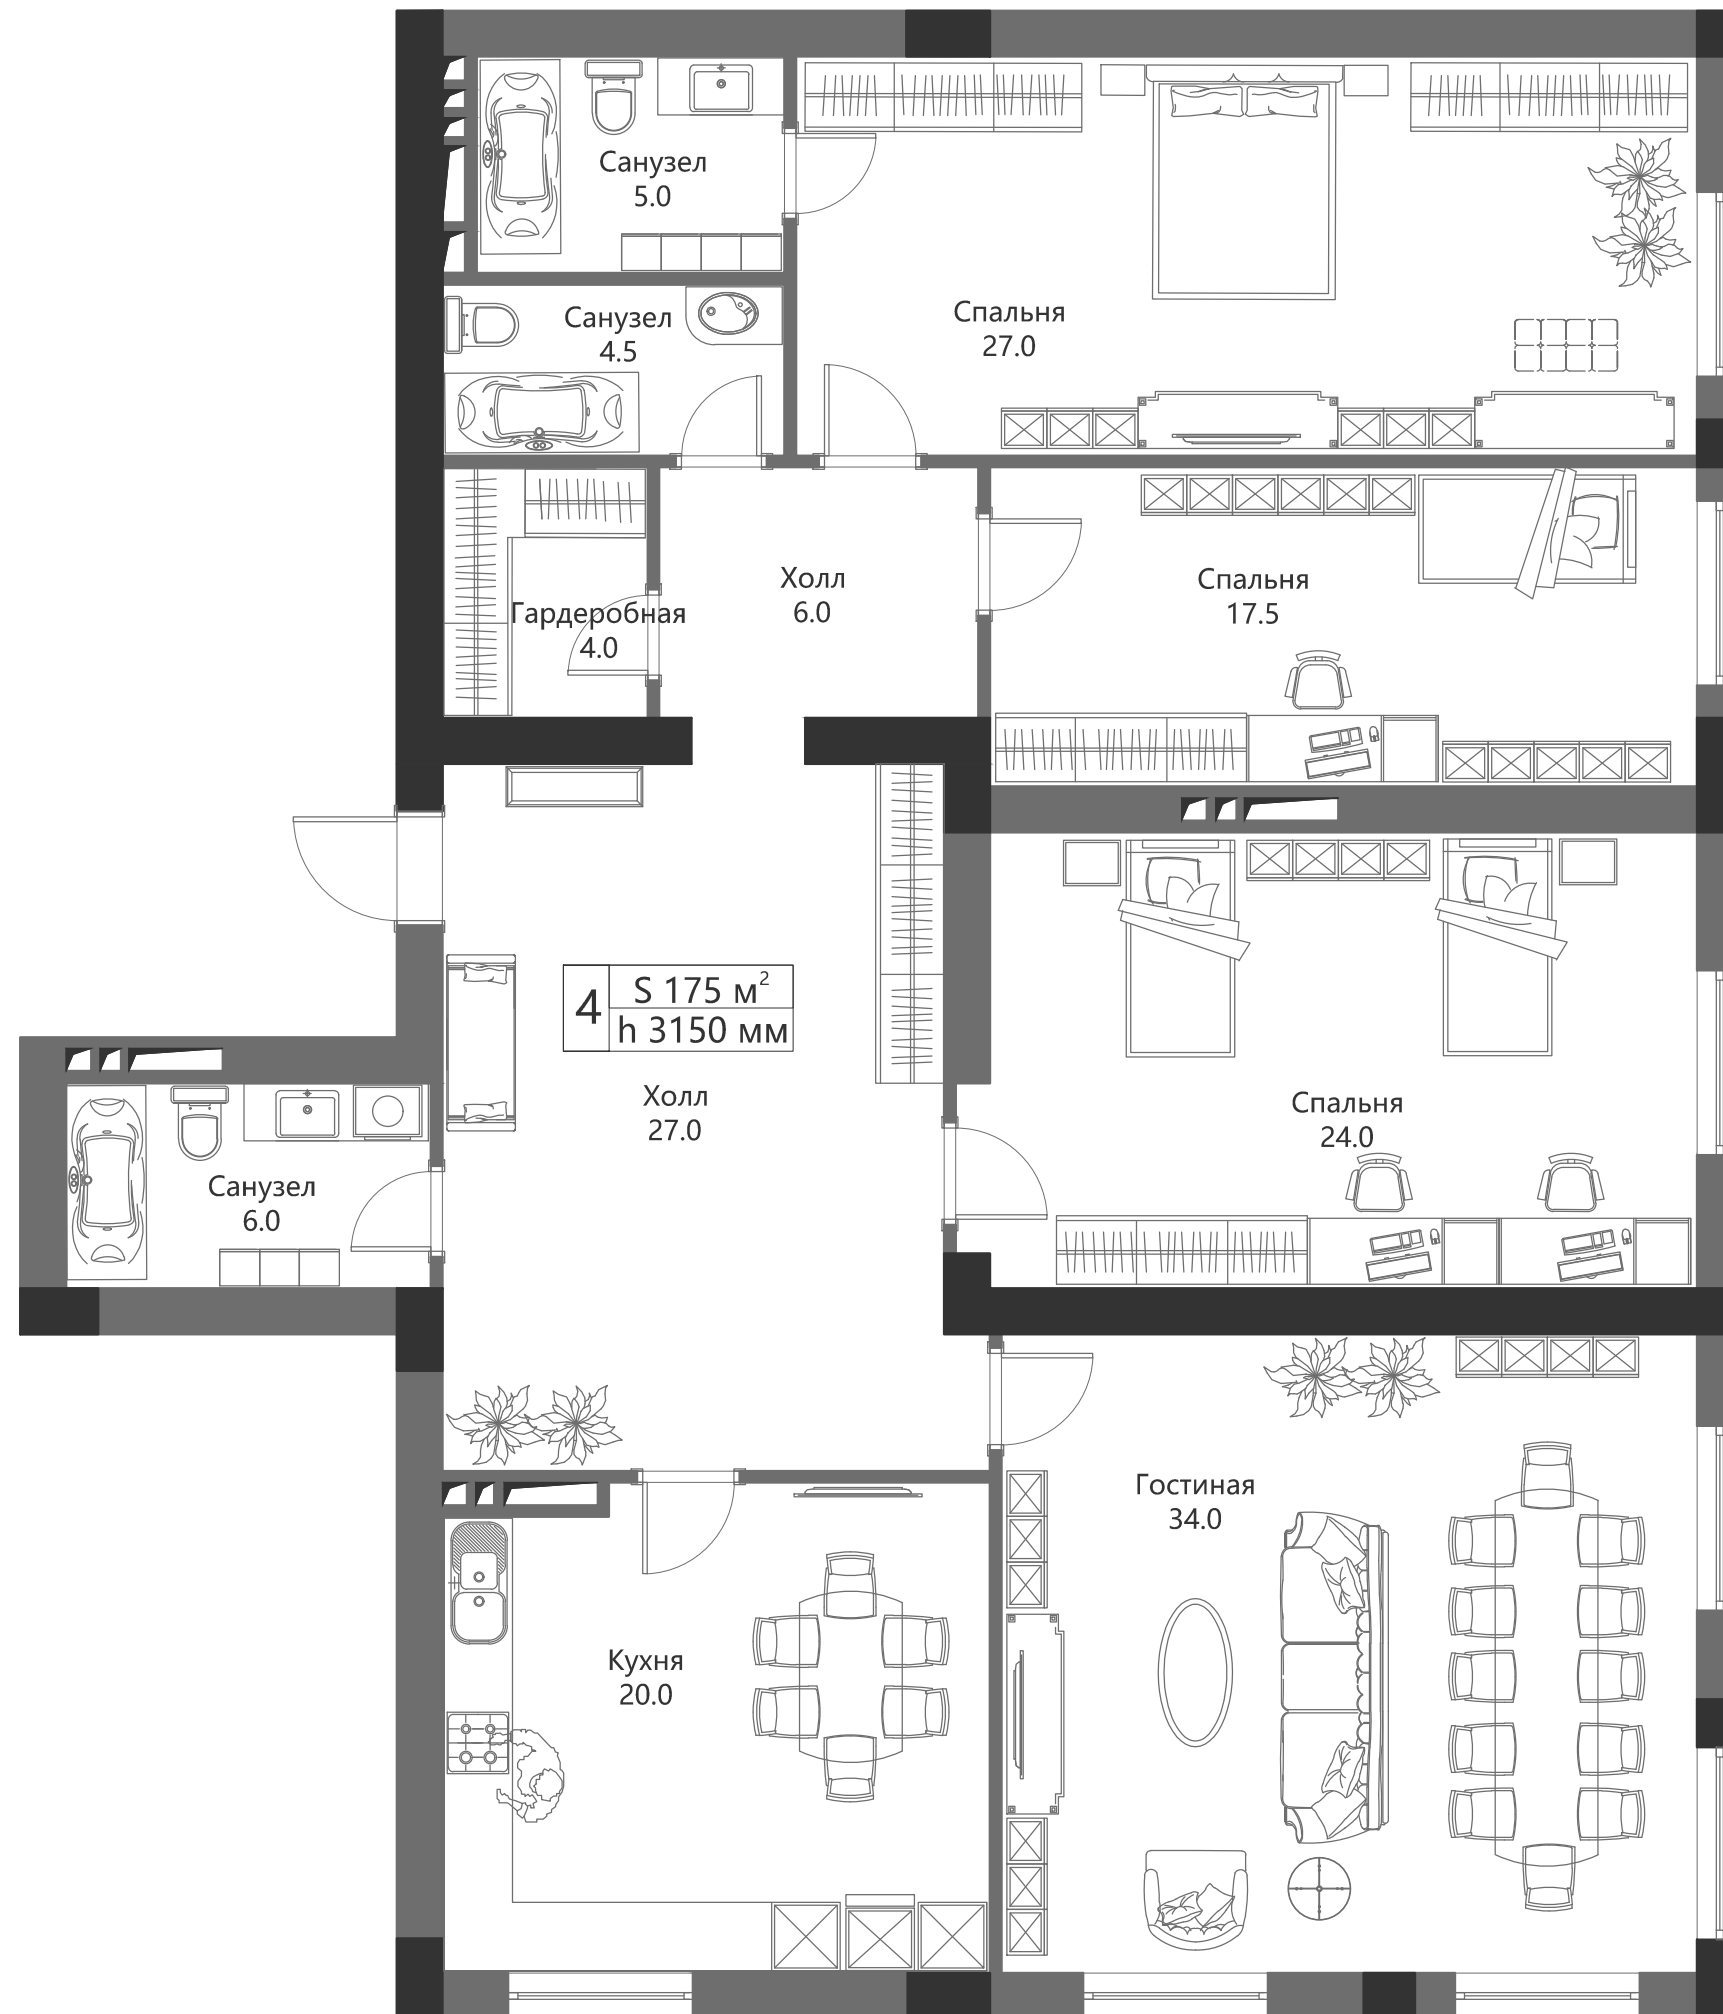 Санузел
5.0
Санузел
4.5
Спальня
27.0
Гардеробная
4.0
Холл
6.0
Спальня
17.5
4
S 175 м²
h 3150 мм
Холл
27.0
Спальня
24.0
Санузел
6.0
Гостиная
34.0
Кухня
20.0